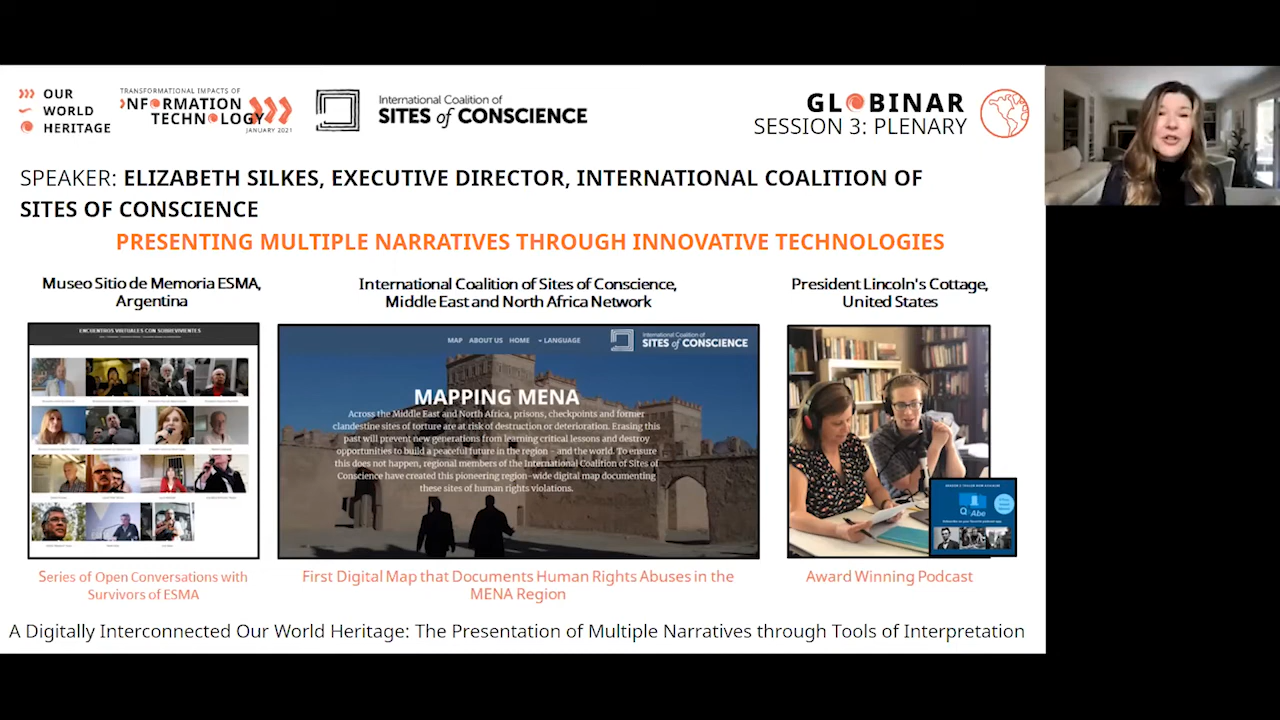 OUR
WORLD
HERITAGE
TRANSFORMATIONAL IMPACTS OF
INFORMATION
TECHNOLOGY
JANUARY 2021
International Coalition of
SITES of CONSCIENCE
GLOBINAR
SESSION 3: PLENARY
SPEAKER: ELIZABETH SILKES, EXECUTIVE DIRECTOR, INTERNATIONAL COALITION OF
SITES OF CONSCIENCE
PRESENTING MULTIPLE NARRATIVES THROUGH INNOVATIVE TECHNOLOGIES
Museo Sitio de Memoria ESMA,
Argentina
ENCUENTROS VIRTUALES CON SOBREVIVIENTES
Series of Open Conversations with
Survivors of ESMA
International Coalition of Sites of Conscience,
Middle East and North Africa Network
MAP ABOUT US HOME LANGUAGE
International Coalition of
SITES of CONSCIENCE
MAPPING MENA
Across the Middle East and North Africa, prisons, checkpoints and former
clandestine sites of torture are at risk of destruction or deterioration. Erasing this
past will prevent new generations from learning critical lessons and destroy
opportunities to build a peaceful future in the region – and the world. To ensure
this does not happen, regional members of the International Coalition of Sites of
Conscience have created this pioneering region-wide digital map documenting
these sites of human rights violations.
First Digital Map that Documents Human Rights Abuses in the
MENA Region
President Lincoln's Cottage,
United States
Q Abe
Subscribe on your favorite podcast app
Award Winning Podcast
A Digitally Interconnected Our World Heritage: The Presentation of Multiple Narratives through Tools of Interpretation